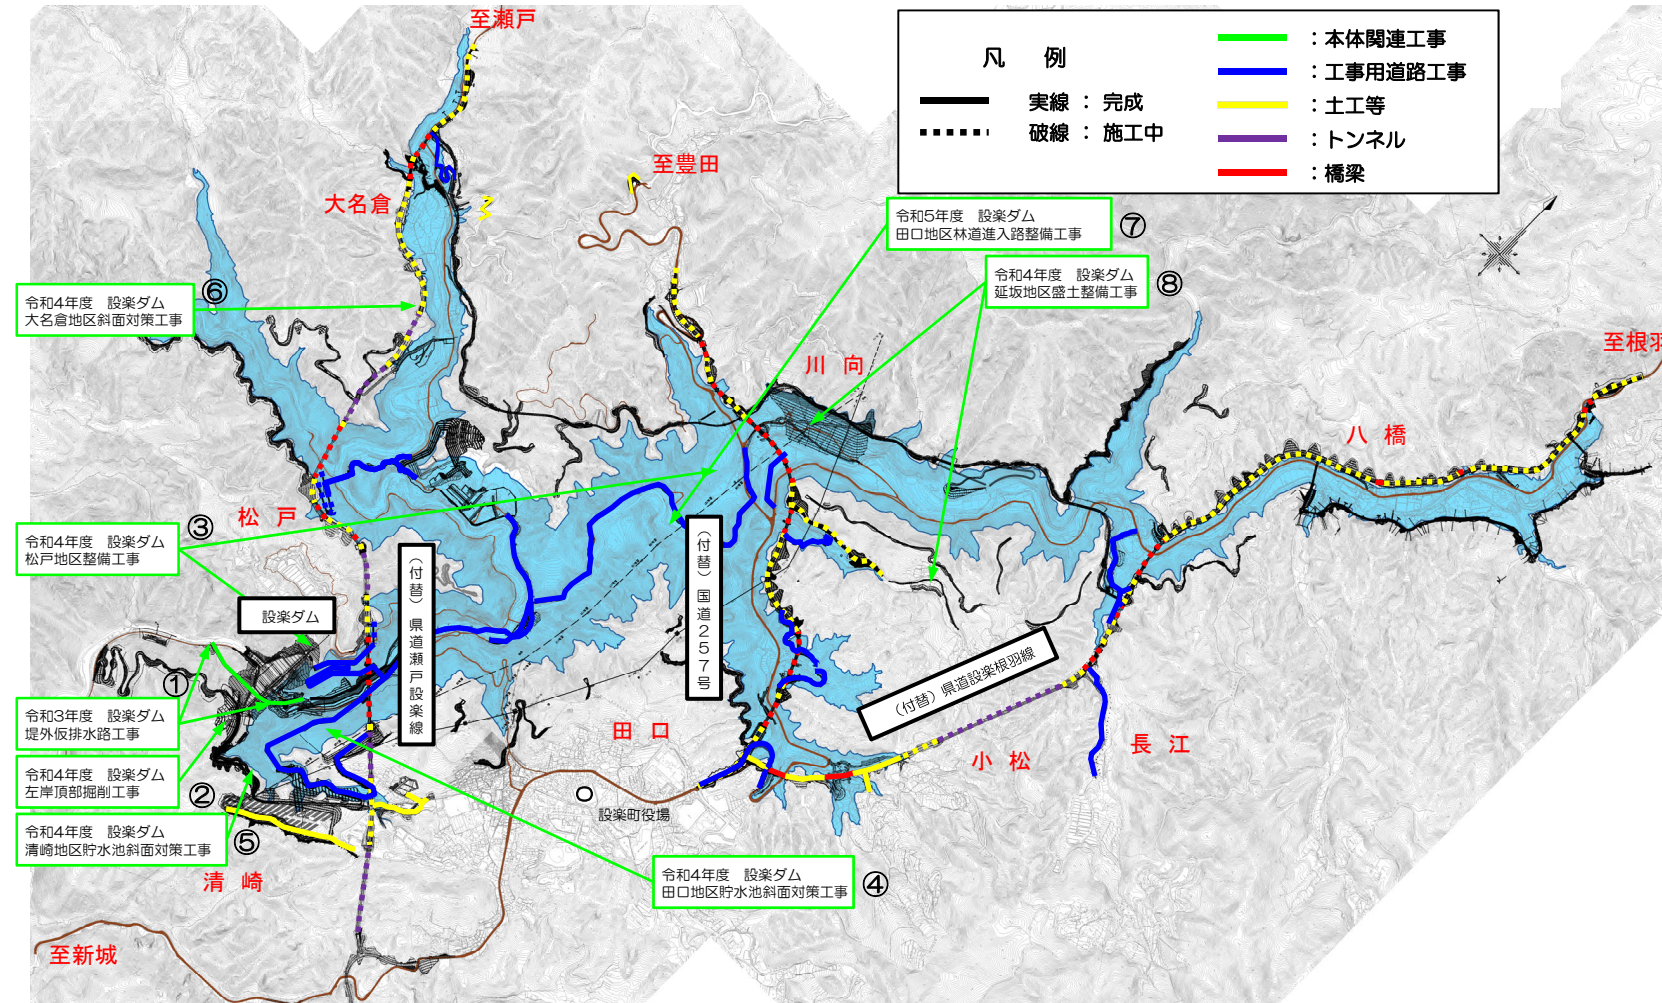 至瀬戸
凡 例
実線 : 完成
破線 : 施工中
:本体関連工事
:工事用道路工事
:土工等
:トンネル
:橋梁
至豊田
大名倉
令和5年度 設楽ダム
田口地区林道進入路整備工事
⑦
令和4年度 設楽ダム
延坂地区盛土整備工事
⑧
令和4年度 設楽ダム
大名倉地区斜面対策工事
⑥
川 向
至根羽
八 橋
松 戸
③
令和4年度 設楽ダム
松戸地区整備工事
設楽ダム
(付替) 県道瀬戸設楽線
(付替) 国道257号
(付替) 県道設楽根羽線
①
令和3年度 設楽ダム
堤外仮排水路工事
令和4年度 設楽ダム
左岸頂部掘削工事
②
令和4年度 設楽ダム
清崎地区貯水池斜面対策工事
⑤
清 崎
田 口
小 松
長 江
設楽町役場
令和4年度 設楽ダム
田口地区貯水池斜面対策工事
④
至新城